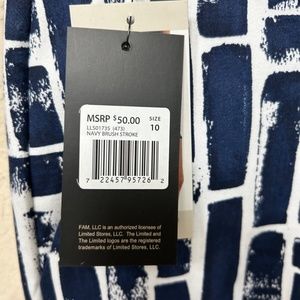 MSRP $50.00
SIZE
10
LLS01735 (473)
NAVY BRUSH STROKE
7 22457 95726 2
FAM, LLC is an authorized licensee of
Limited Stores, LLC. The Limited and
The Limited logos are the registered
trademarks of Limited Stores, LLC.